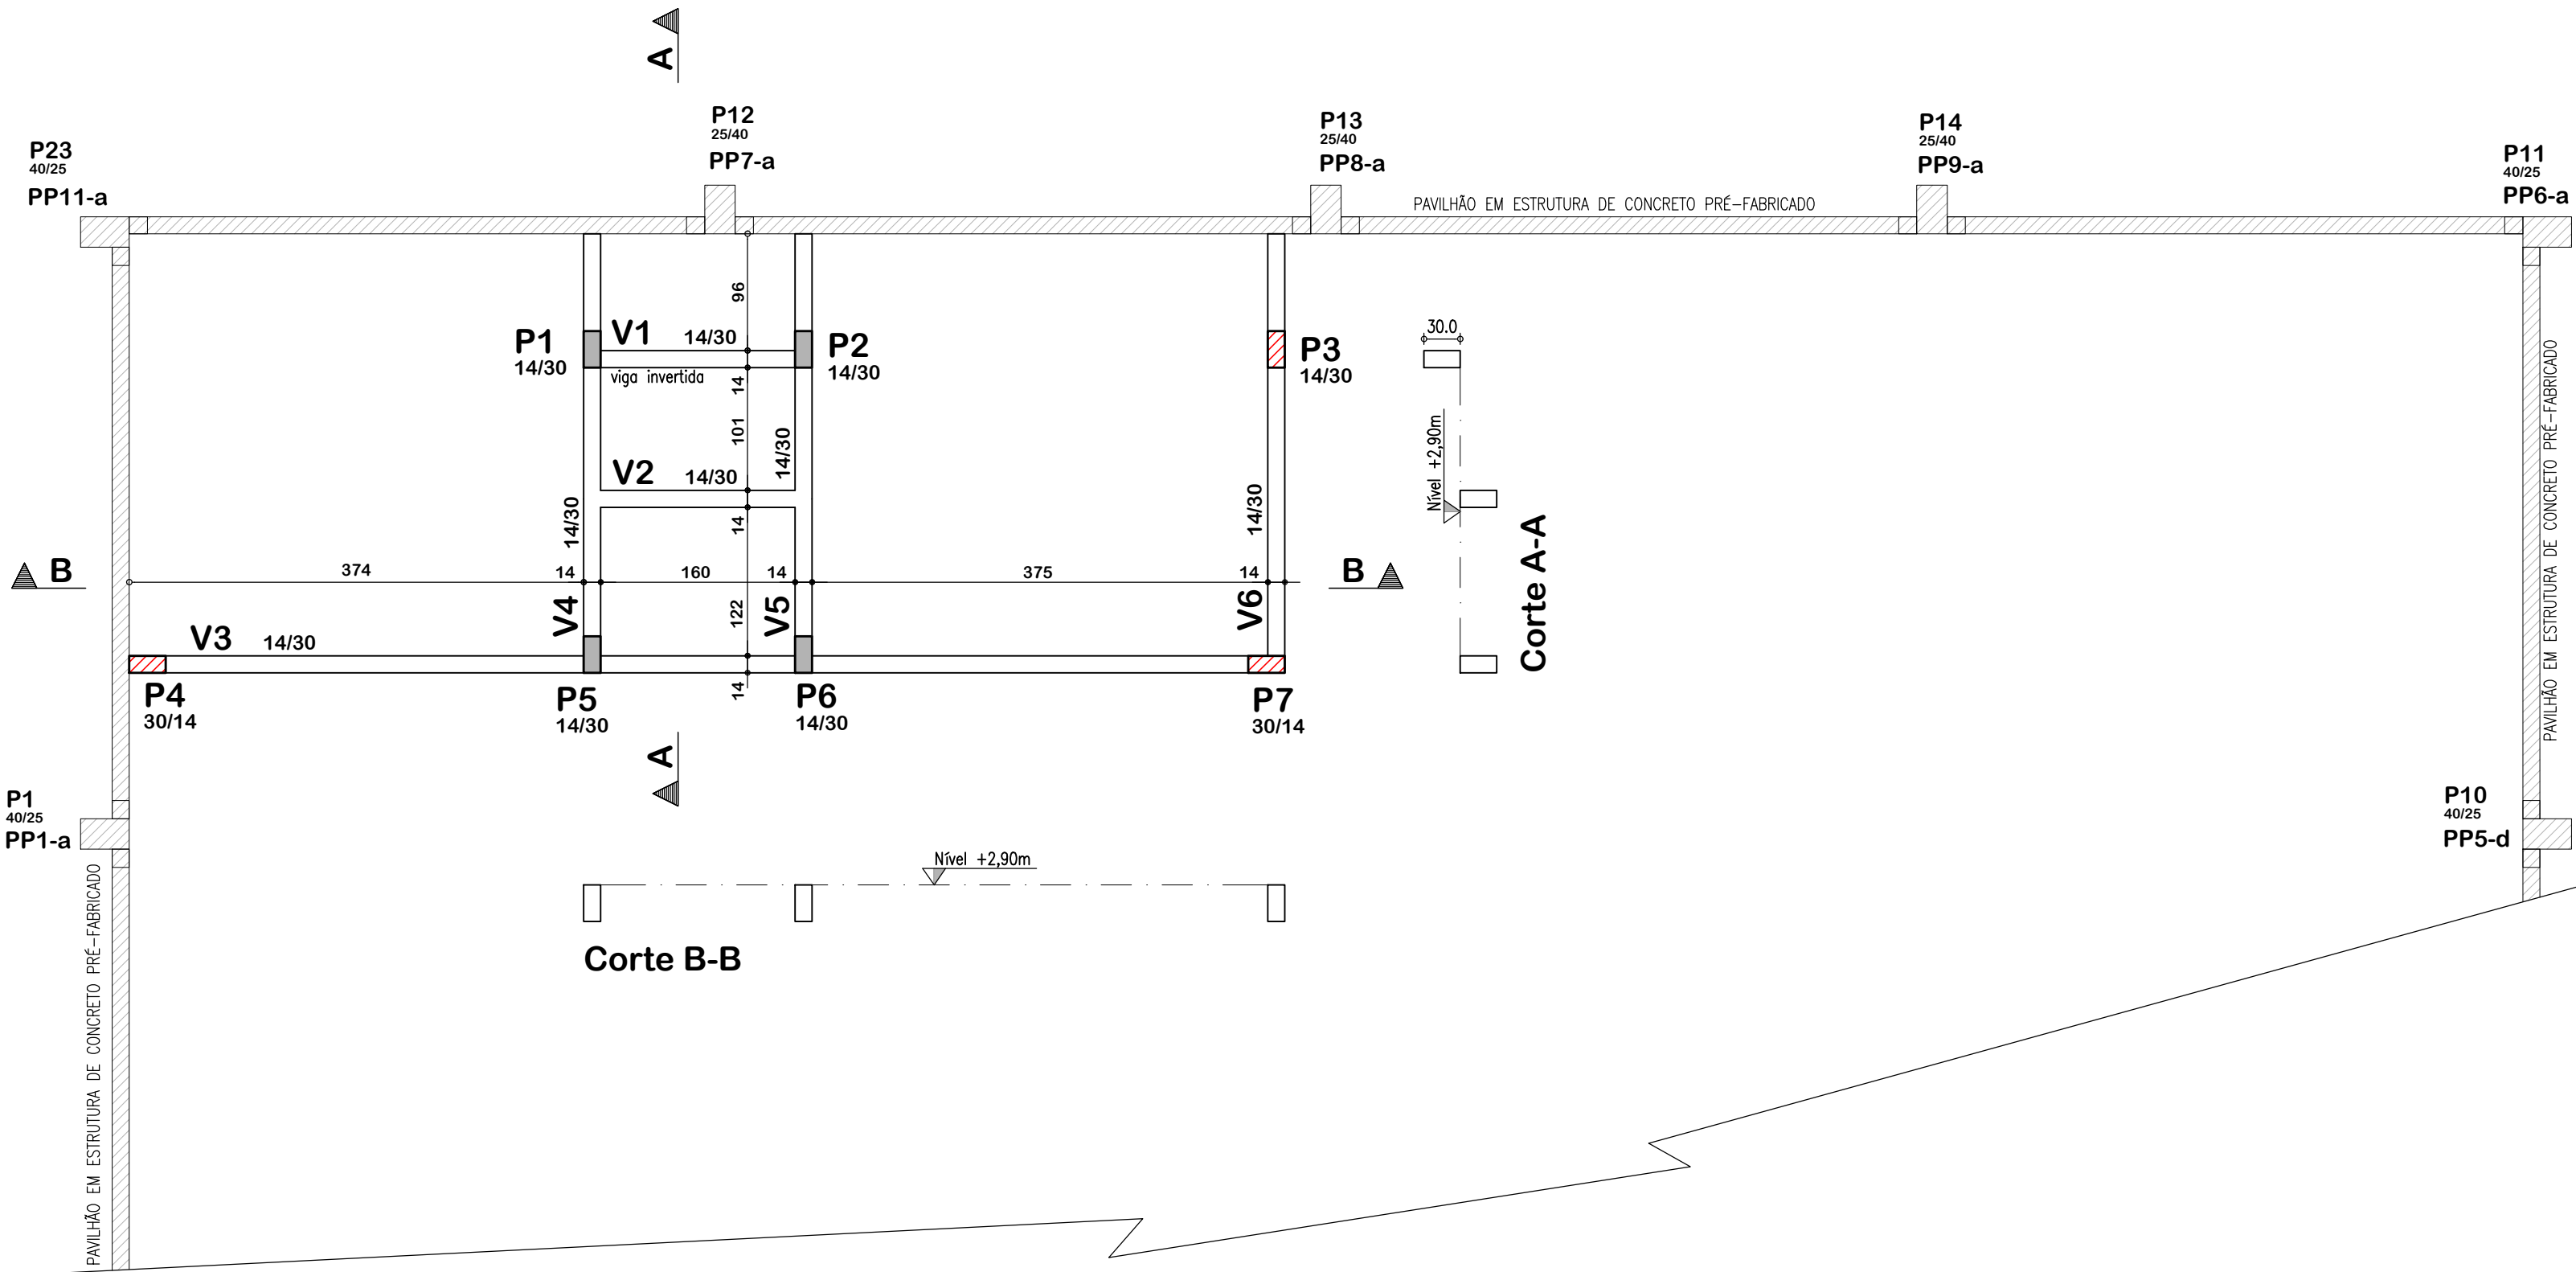 A
P12
25/40
PP7-a
P13
25/40
PP8-a
P14
25/40
PP9-a
P23
40/25
PP11-a
P11
40/25
PP6-a
PAVILHÃO EM ESTRUTURA DE CONCRETO PRÉ-FABRICADO
96
P1
14/30
V1
14/30
viga invertida
P2
14/30
P3
14/30
30.0
14
101
14/30
V2
14/30
14
14/30
14/30
Nível +2,90m
Corte A-A
PAVILHÃO EM ESTRUTURA DE CONCRETO PRÉ-FABRICADO
B
374
14
160
14
375
14
B
V4
122
V5
V6
V3
14/30
P4
30/14
P5
14/30
14
P6
14/30
P7
30/14
A
P1
40/25
PP1-a
P10
40/25
PP5-d
PAVILHÃO EM ESTRUTURA DE CONCRETO PRÉ-FABRICADO
Nível +2,90m
Corte B-B